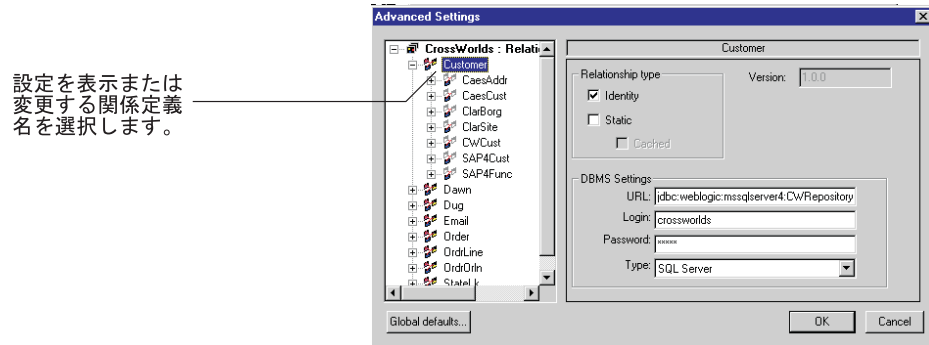 Advanced Settings
設定を表示または
変更する関係定義
名を選択します。
CrossWorlds : Relati
Customer
CaesAddr
CaesCust
ClarBorg
ClarSite
CWCust
SAP4Cust
SAP4Func
Dawn
Dug
Email
Order
OrdrLine
OrdrOrln
StateLk
Customer
Relationship type
Identity
Static
Cached
Version: 1.0.0
DBMS Settings
URL: jdbc:weblogic:mssqlserver4:CWRepository
Login: crossworlds
Password: *****
Type: SQL Server
Global defaults...
OK
Cancel